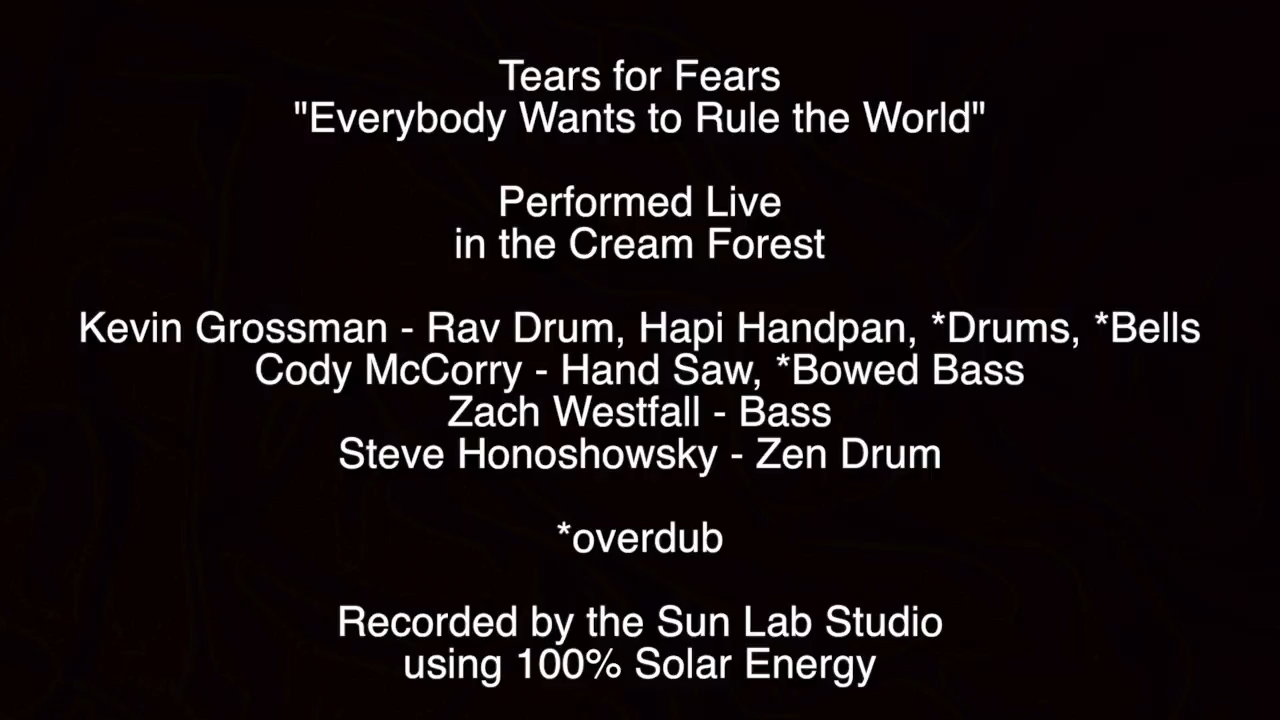 Tears for Fears
"Everybody Wants to Rule the World"
Performed Live
in the Cream Forest
Kevin Grossman - Rav Drum, Hapi Handpan, *Drums, *Bells
Cody McCorry - Hand Saw, *Bowed Bass
Zach Westfall - Bass
Steve Honoshowsky - Zen Drum
*overdub
Recorded by the Sun Lab Studio
using 100% Solar Energy